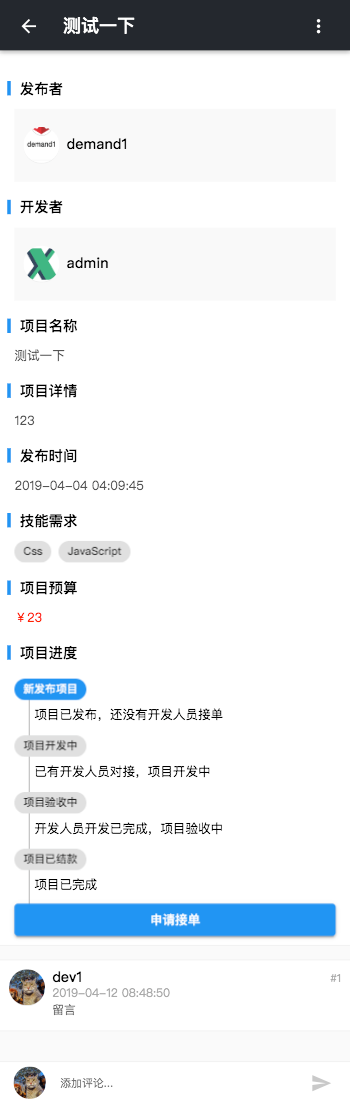 测试一下
发布者
demand1
demand1
开发者
admin
项目名称
测试一下
项目详情
123
发布时间
2019-04-04 04:09:45
技能需求
Css JavaScript
项目预算
￥23
项目进度
新发布项目
项目已发布，还没有开发人员接单
项目开发中
已有开发人员对接，项目开发中
项目验收中
开发人员开发已完成，项目验收中
项目已结款
项目已完成
申请接单
dev1 #1
2019-04-12 08:48:50
留言
添加评论...